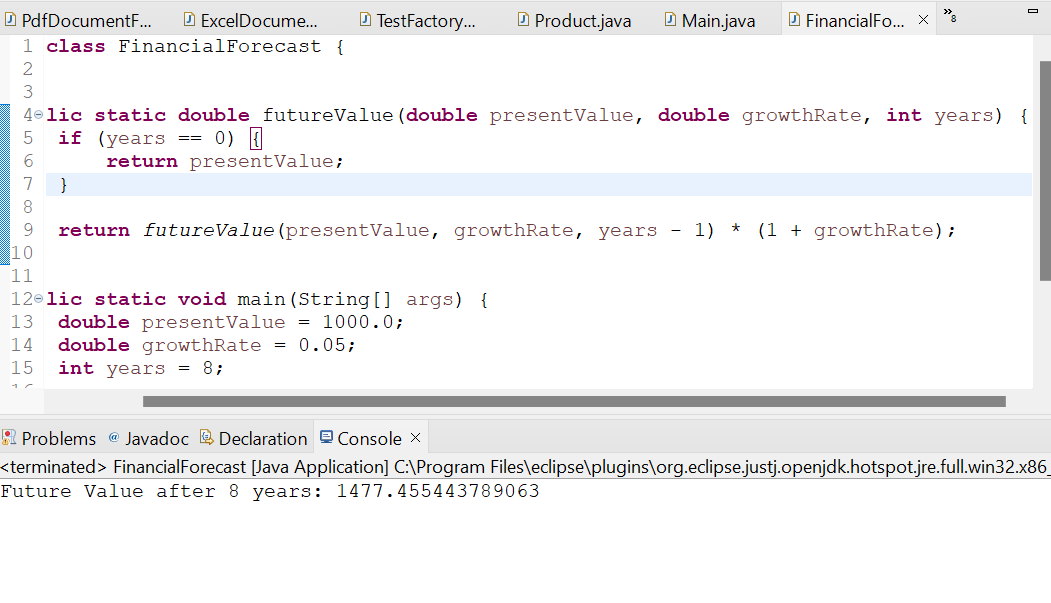 PdfDocumentF... ExcelDocume... TestFactory... Product.java Main.java FinancialFo... 8
1 class FinancialForecast {
2
3
4 lic static double futureValue(double presentValue, double growthRate, int years) {
5 if (years == 0) {
6 return presentValue;
7 }
8
9 return futureValue(presentValue, growthRate, years - 1) * (1 + growthRate);
10
11
12 lic static void main(String[] args) {
13 double presentValue = 1000.0;
14 double growthRate = 0.05;
15 int years = 8;
Problems @ Javadoc Declaration Console
<terminated> FinancialForecast [Java Application] C:\Program Files\eclipse\plugins\org.eclipse.justj.openjdk.hotspot.jre.full.win32.x86_
Future Value after 8 years: 1477.455443789063